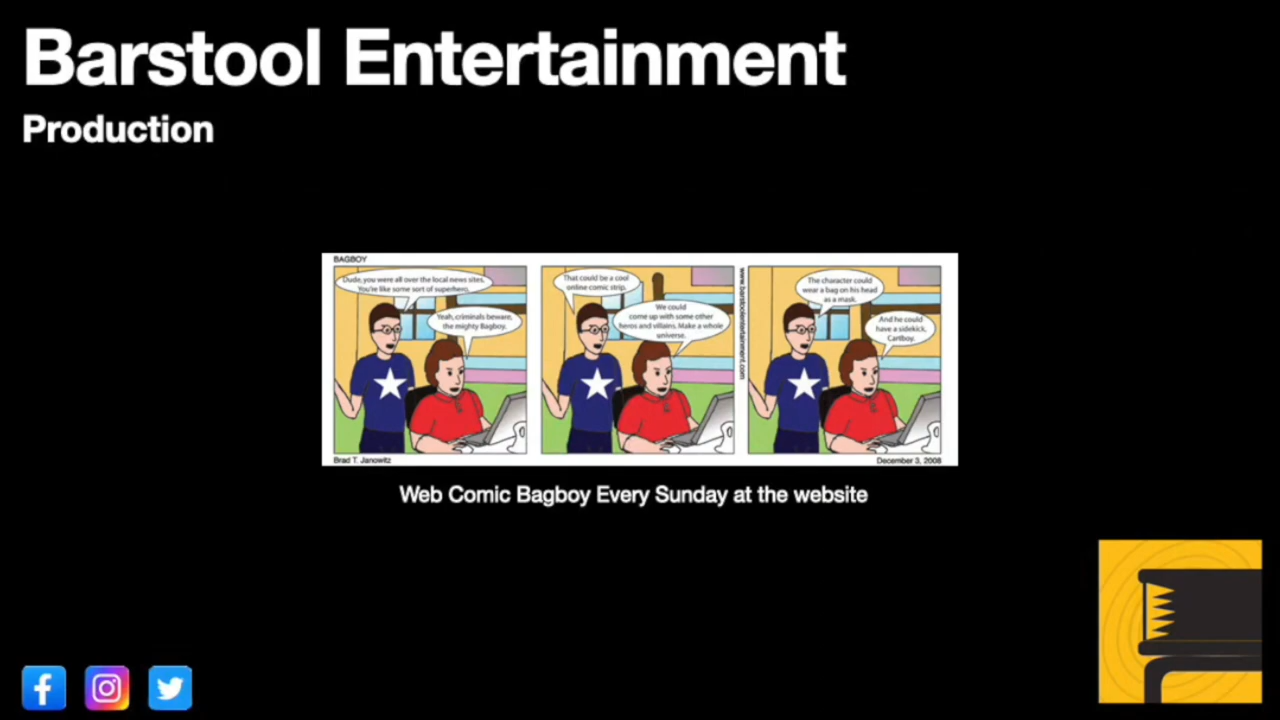 Barstool Entertainment
Production
BAGBOY
Dude, you were all over the local news sites.
You're like some sort of superhero.
Yeah, criminals beware,
the mighty Bagboy.
That could be a cool
online comic strip.
We could
come up with some other
heros and villains. Make a whole
universe.
www.barstoolentertainment.com
The character could
wear a bag on his head
as a mask.
And he could
have a sidekick,
Cartboy.
Brad T. Janowitz
December 3, 2008
Web Comic Bagboy Every Sunday at the website